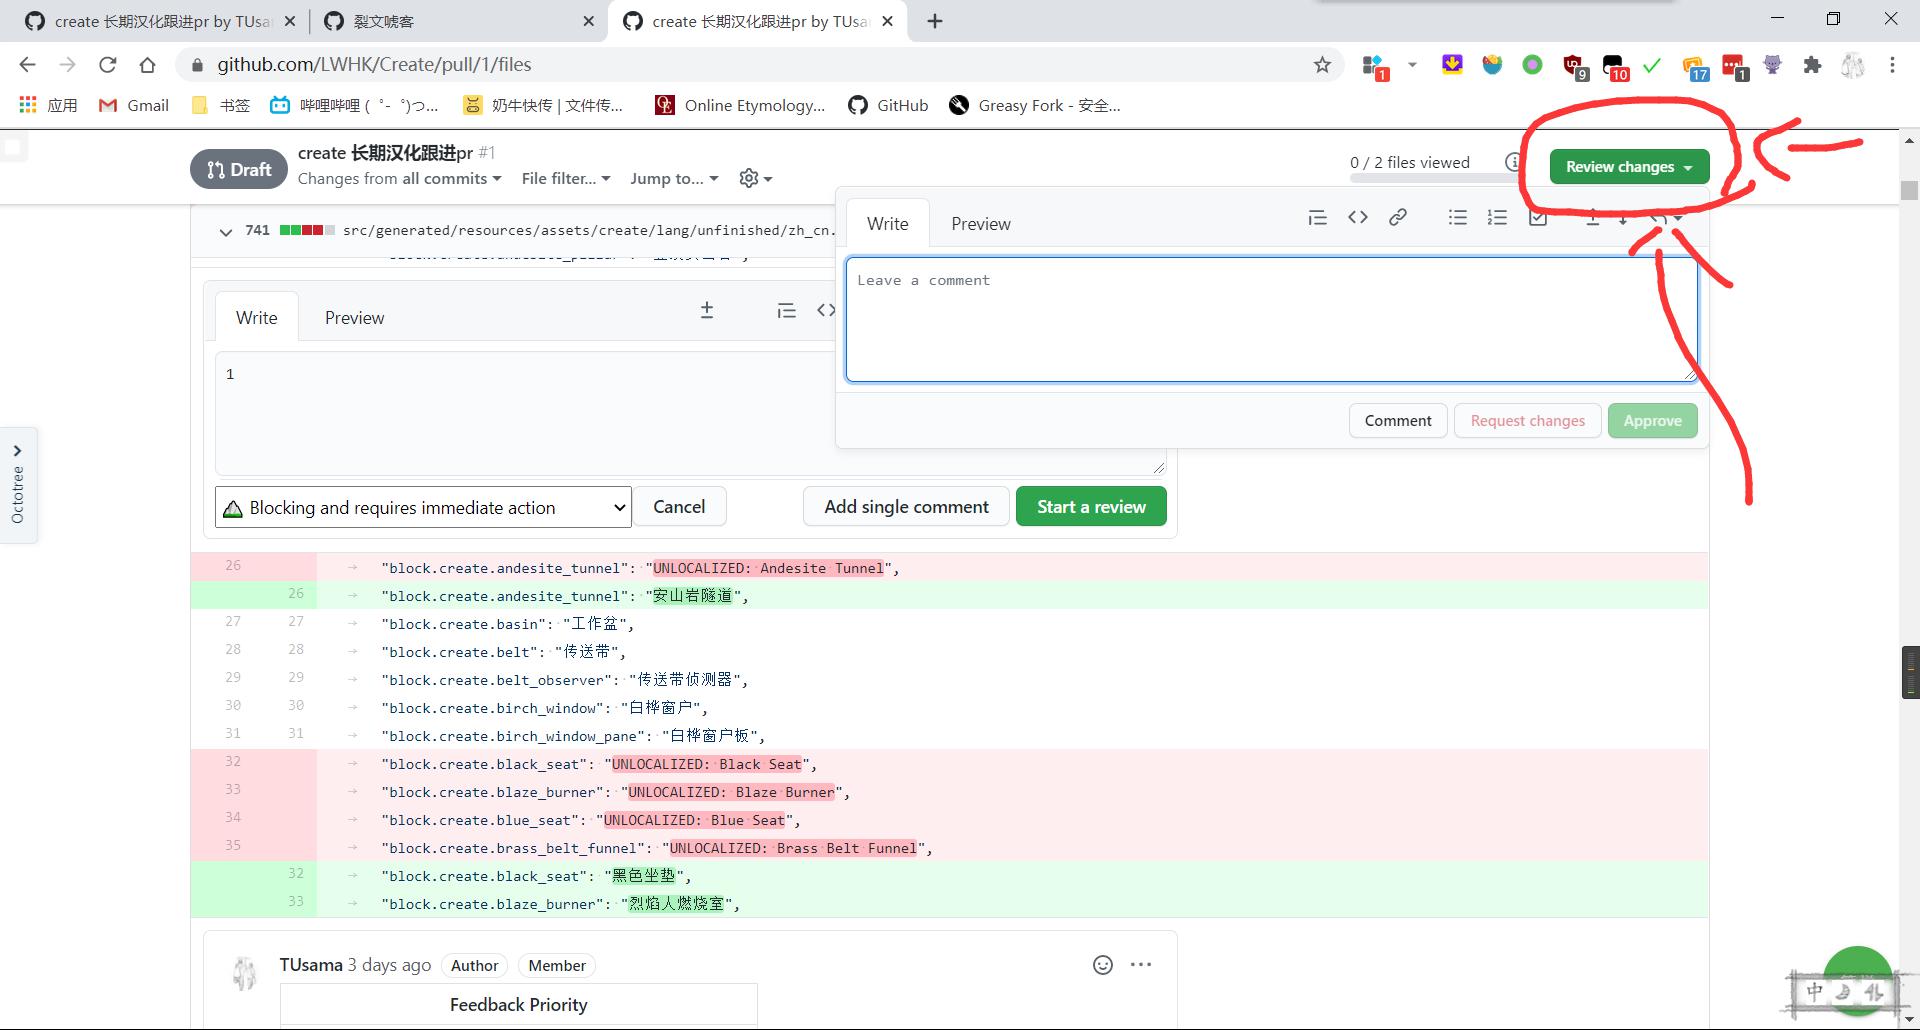 create 长期汉化跟进pr by TUsa
裂文唬客
create 长期汉化跟进pr by TUsa
github.com/LWHK/Create/pull/1/files
1
9
10
17
1
应用
Gmail
书签
哔哩哔哩 ( ゜- ゜)つ...
奶牛快传 | 文件传...
Online Etymology...
GitHub
Greasy Fork - 安全...
Draft
create 长期汉化跟进pr #1
Changes from all commits
File filter...
Jump to...
0 / 2 files viewed
Review changes
741 src/generated/resources/assets/create/lang/unfinished/zh_cn.
Write
Preview
Leave a comment
Comment
Request changes
Approve
Write
Preview
1
Blocking and requires immediate action
Cancel
Add single comment
Start a review
Octotree
26 → "block.create.andesite_tunnel": "UNLOCALIZED: Andesite Tunnel",
26 → "block.create.andesite_tunnel": "安山岩隧道",
27 27 → "block.create.basin": "工作盆",
28 28 → "block.create.belt": "传送带",
29 29 → "block.create.belt_observer": "传送带侦测器",
30 30 → "block.create.birch_window": "白桦窗户",
31 31 → "block.create.birch_window_pane": "白桦窗户板",
32 → "block.create.black_seat": "UNLOCALIZED: Black Seat",
33 → "block.create.blaze_burner": "UNLOCALIZED: Blaze Burner",
34 → "block.create.blue_seat": "UNLOCALIZED: Blue Seat",
35 → "block.create.brass_belt_funnel": "UNLOCALIZED: Brass Belt Funnel",
32 → "block.create.black_seat": "黑色坐垫",
33 → "block.create.blaze_burner": "烈焰人燃烧室",
TUsama 3 days ago Author Member
Feedback Priority
中